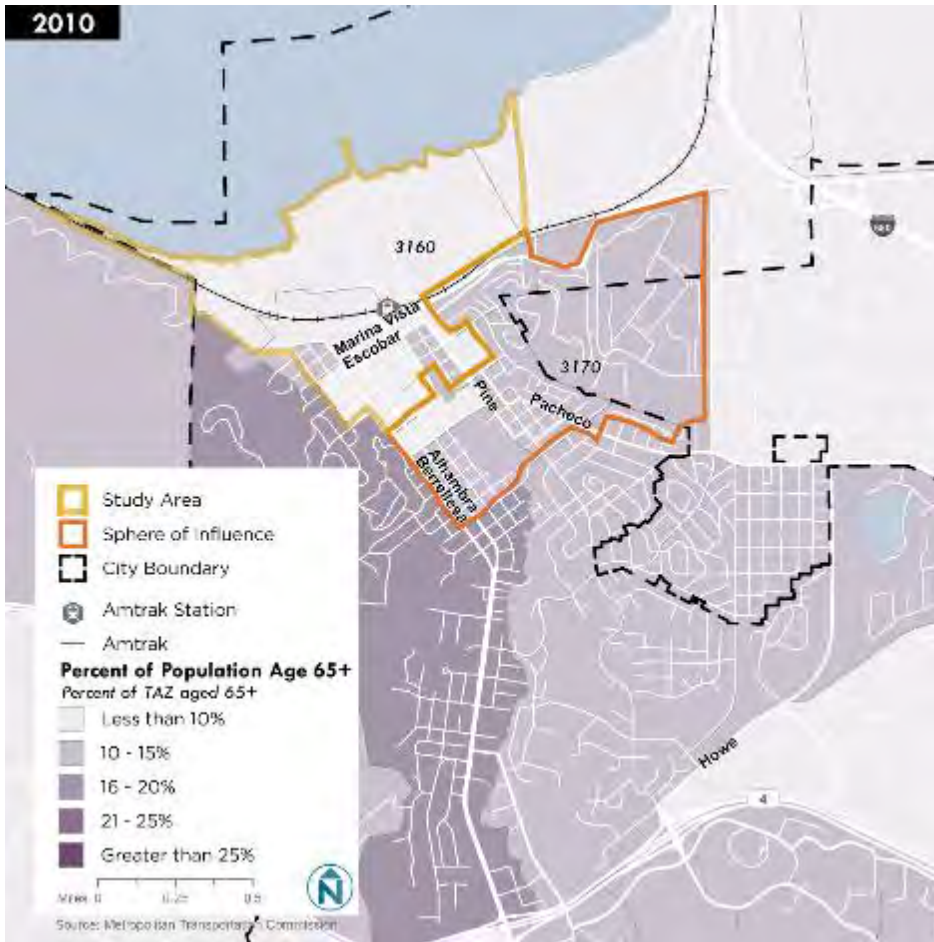 2010
3160
Marina Vista
Escobar
3170
Pine
Pacheco
Alhambra
Berrellesa
Study Area
Sphere of Influence
City Boundary
Amtrak Station
Amtrak
Percent of Population Age 65+
Percent of TAZ aged 65+
Less than 10%
10 - 15%
16 - 20%
21 - 25%
Greater than 25%
N
Miles 0 0.25 0.5
Source: Metropolitan Transportation Commission
Howe
4